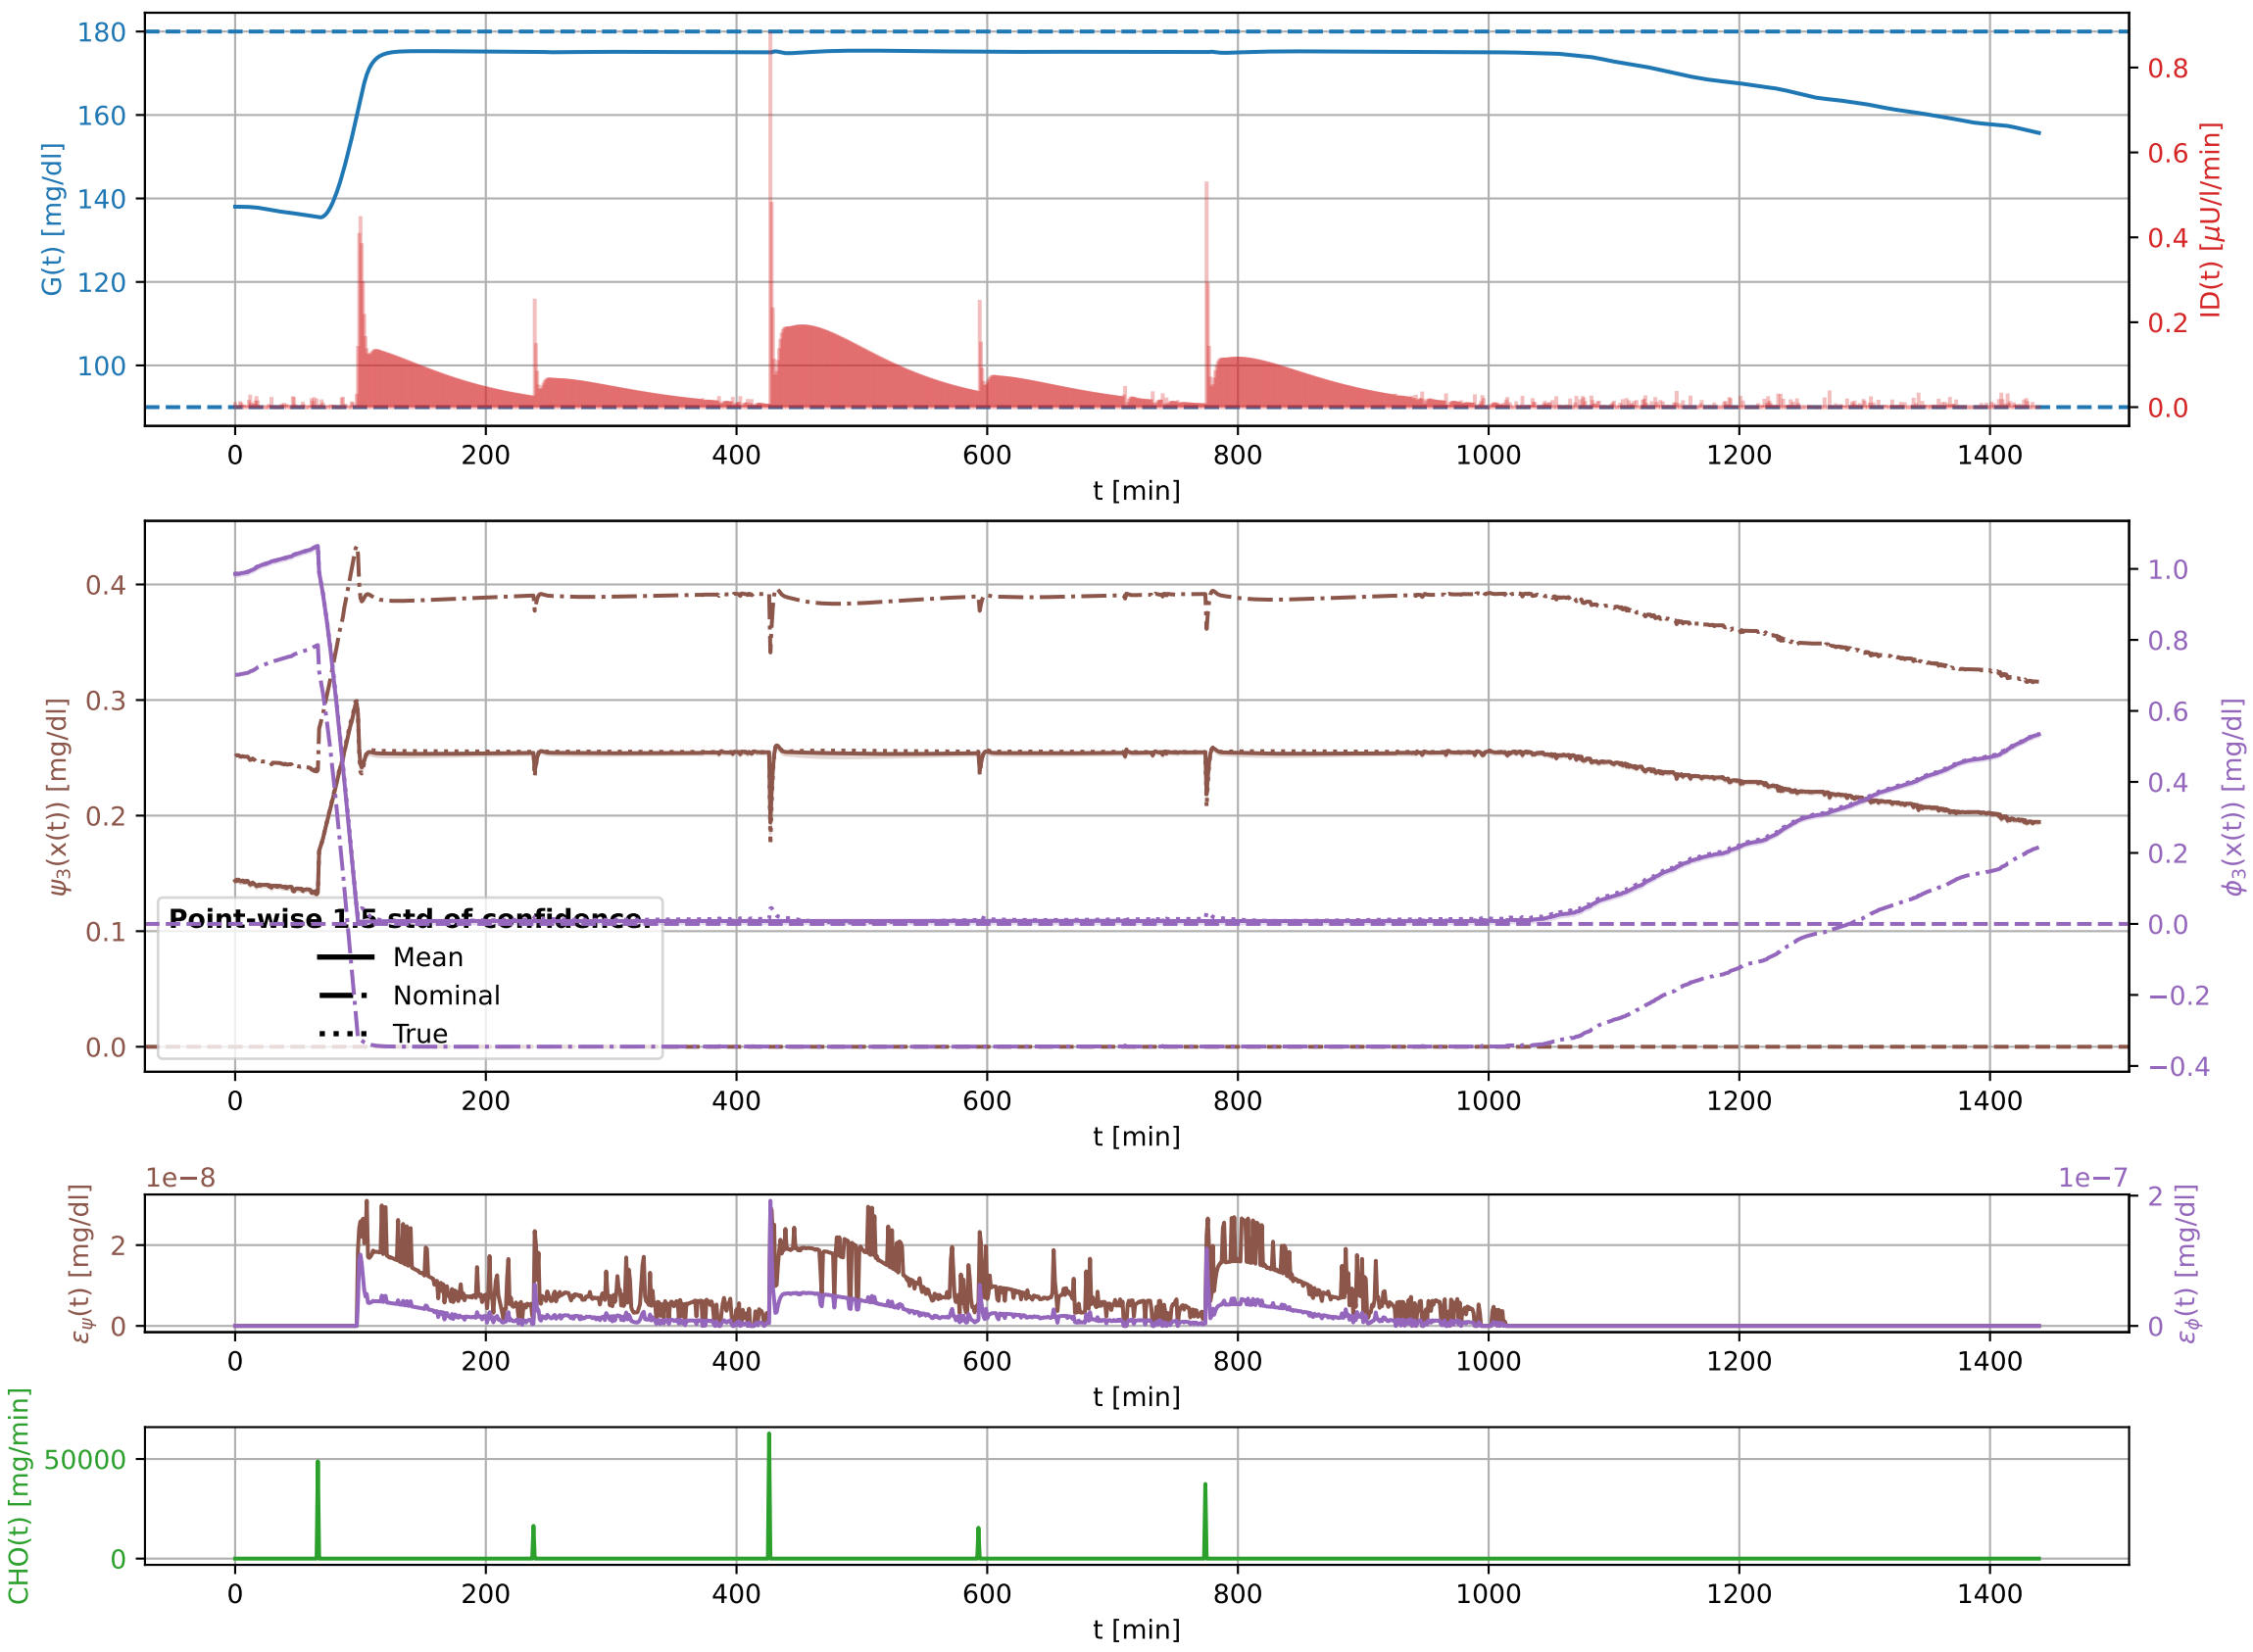 180
160
140
120
100
G(t) [mg/dl]
0.8
0.6
0.4
0.2
0.0
ID(t) [μU/l/min]
0 200 400 600 800 1000 1200 1400
t [min]
0.4
0.3
0.2
0.1
0.0
ψ₃(x(t)) [mg/dl]
1.0
0.8
0.6
0.4
0.2
0.0
−0.2
−0.4
ϕ₃(x(t)) [mg/dl]
Point-wise 1.5 std of confidence.
Mean
Nominal
True
0 200 400 600 800 1000 1200 1400
t [min]
1e−8
1e−7
2
0
εψ(t) [mg/dl]
2
0
εϕ(t) [mg/dl]
0 200 400 600 800 1000 1200 1400
t [min]
50000
0
CHO(t) [mg/min]
0 200 400 600 800 1000 1200 1400
t [min]